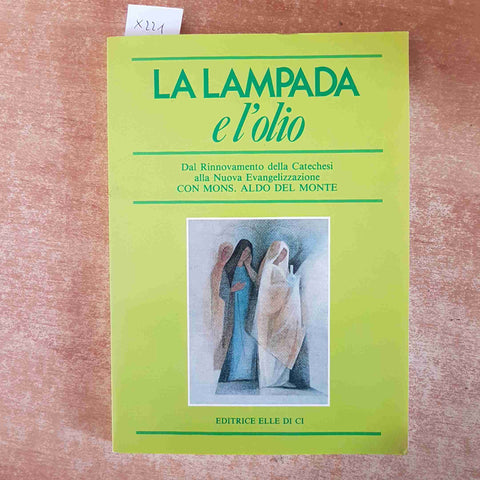 X221
LA LAMPADA
e l'olio
Dal Rinnovamento della Catechesi
alla Nuova Evangelizzazione
CON MONS. ALDO DEL MONTE
EDITRICE ELLE DI CI